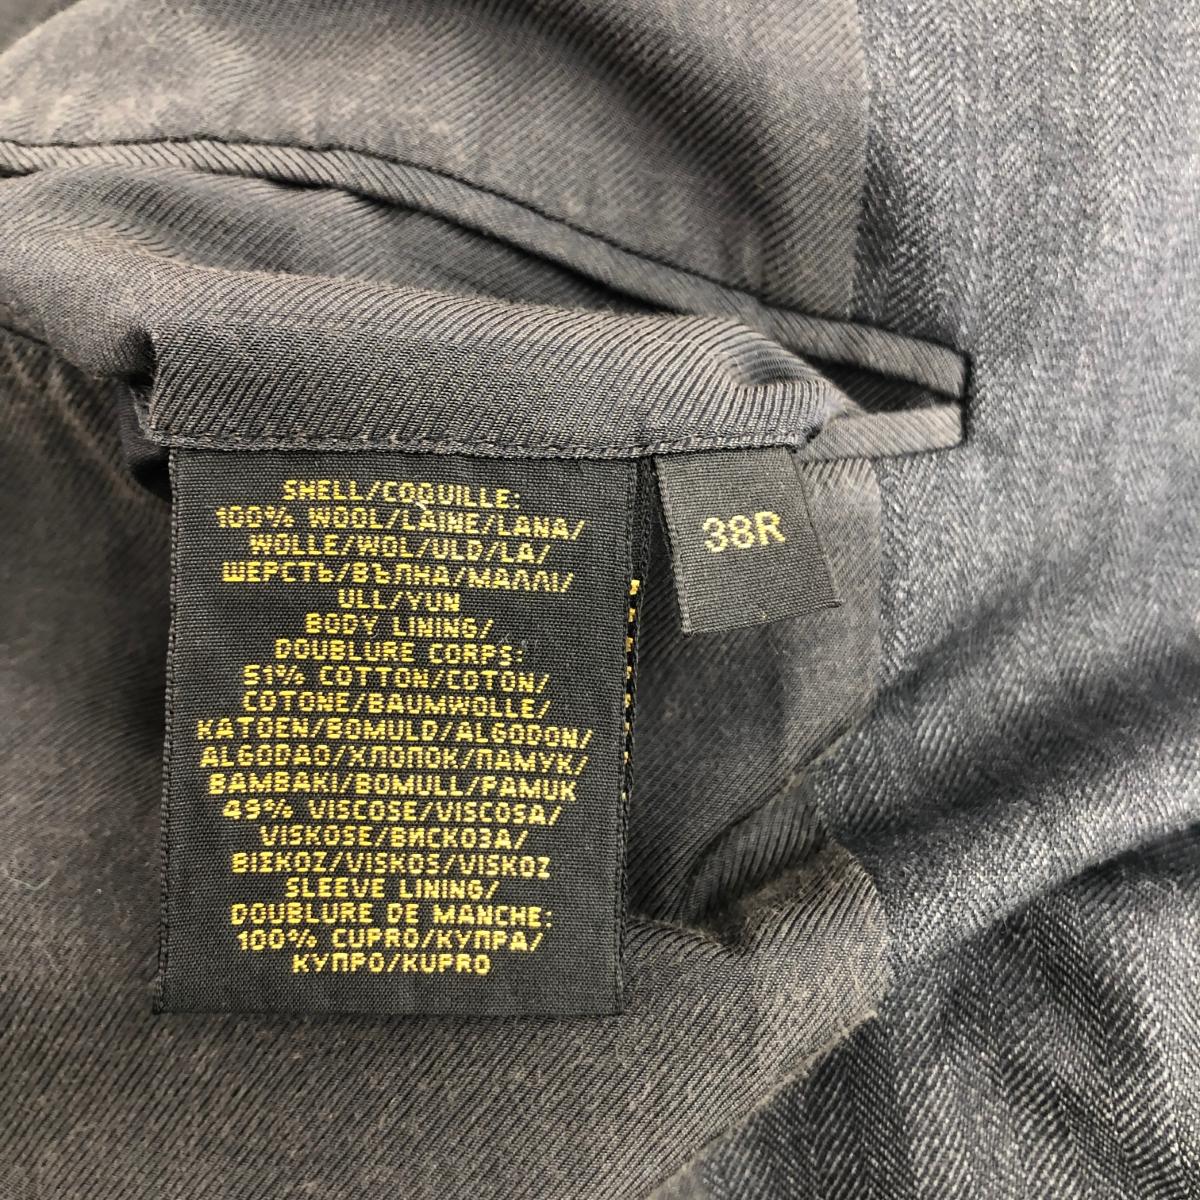 SHELL/COQUILLE:
100% WOOL/LAINE/LANA/
WOLLE/WOL/ULD/LA/
ШЕРСТЬ/ВЪЛНА/ΜΑΛΛΙ/
ULL/YUN
BODY LINING/
DOUBLURE CORPS:
51% COTTON/COTON/
COTONE/BAUMWOLLE/
KATOEN/BOMULD/ALGODON/
ALGODAO/ХЛОПОК/ПАМУК/
BAMBAKI/BOMULL/PAMUK
49% VISCOSE/VISCOSA/
VISKOSE/ВИСКОЗА/
ΒΙΣΚΟΖ/VISKOS/VISKOZ
SLEEVE LINING/
DOUBLURE DE MANCHE:
100% CUPRO/КУПРА/
КУПРО/KUPRO
38R